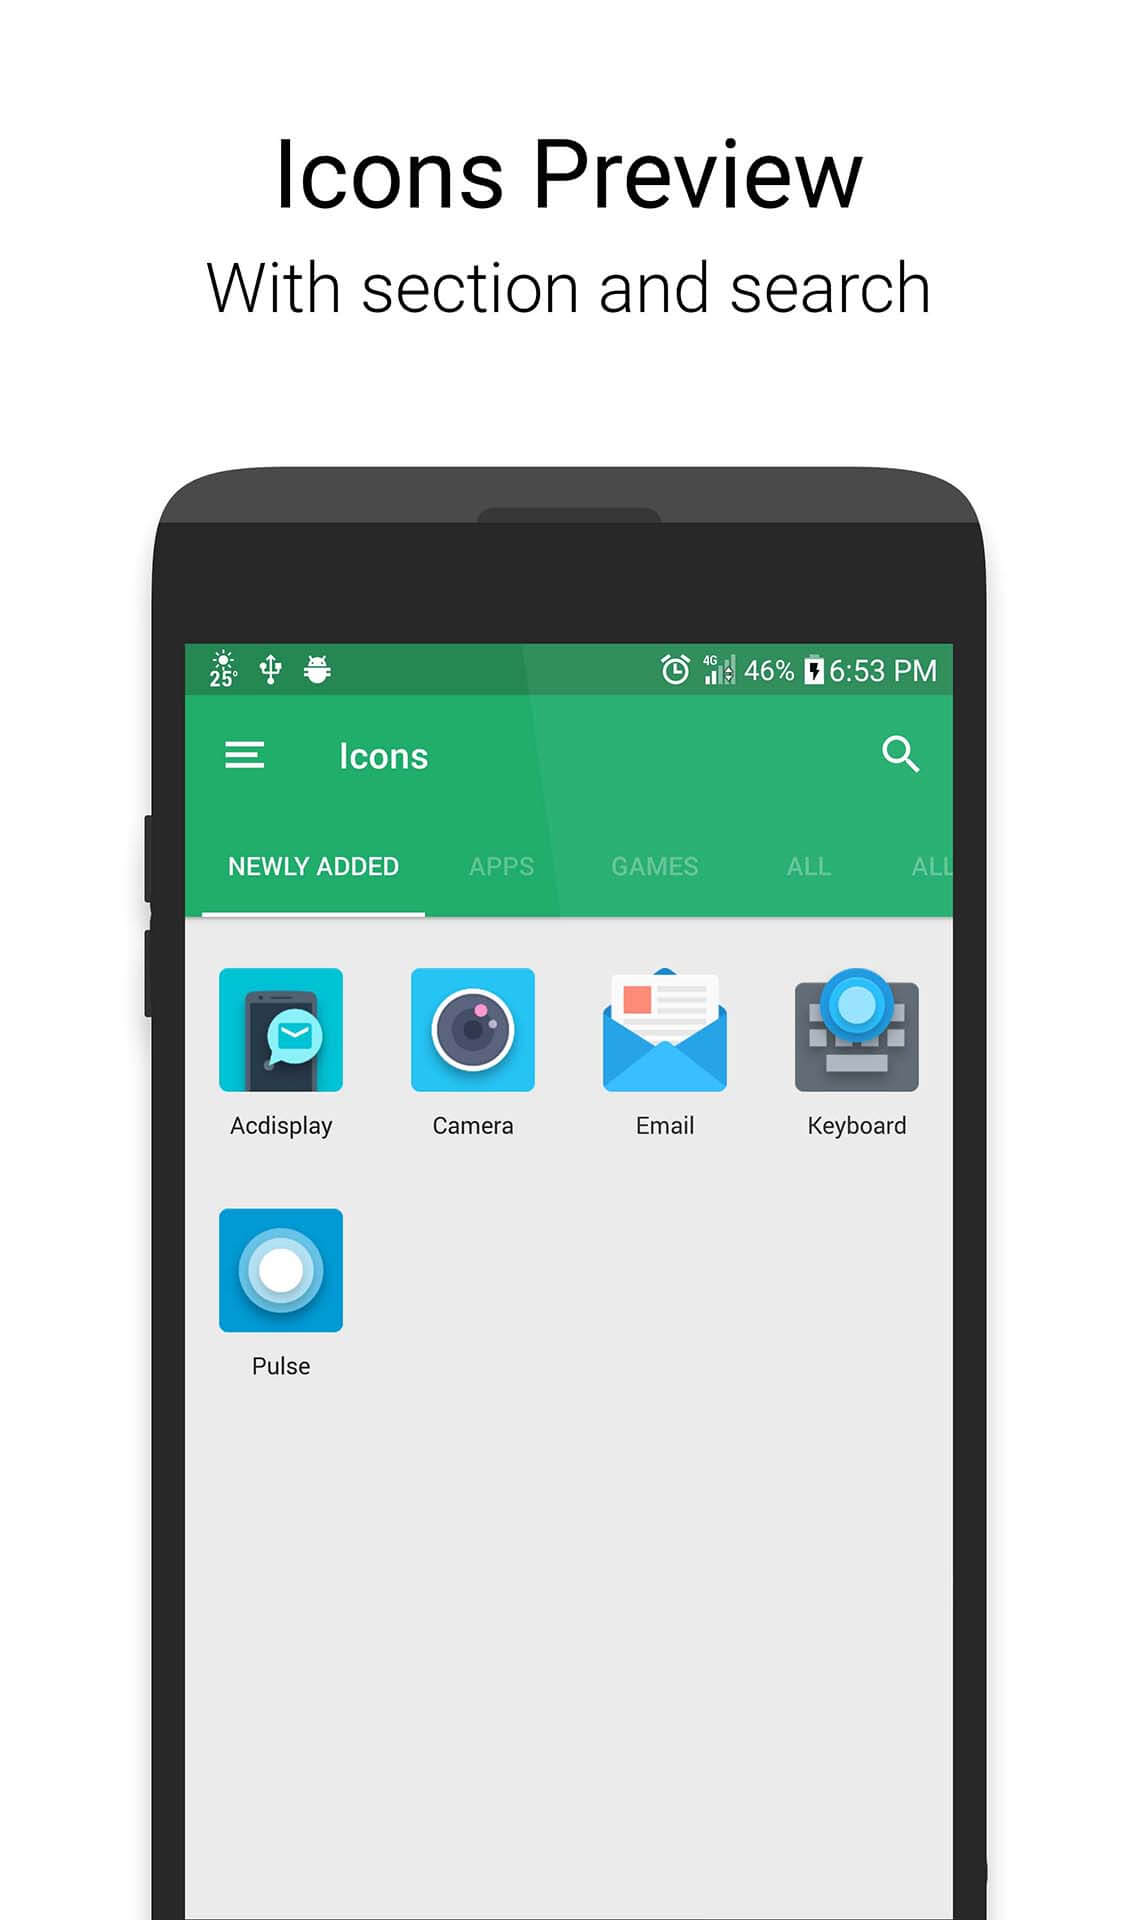 Icons Preview
With section and search
25° 4G 46% 6:53 PM
Icons
NEWLY ADDED APPS GAMES ALL ALL
Acdisplay Camera Email Keyboard
Pulse